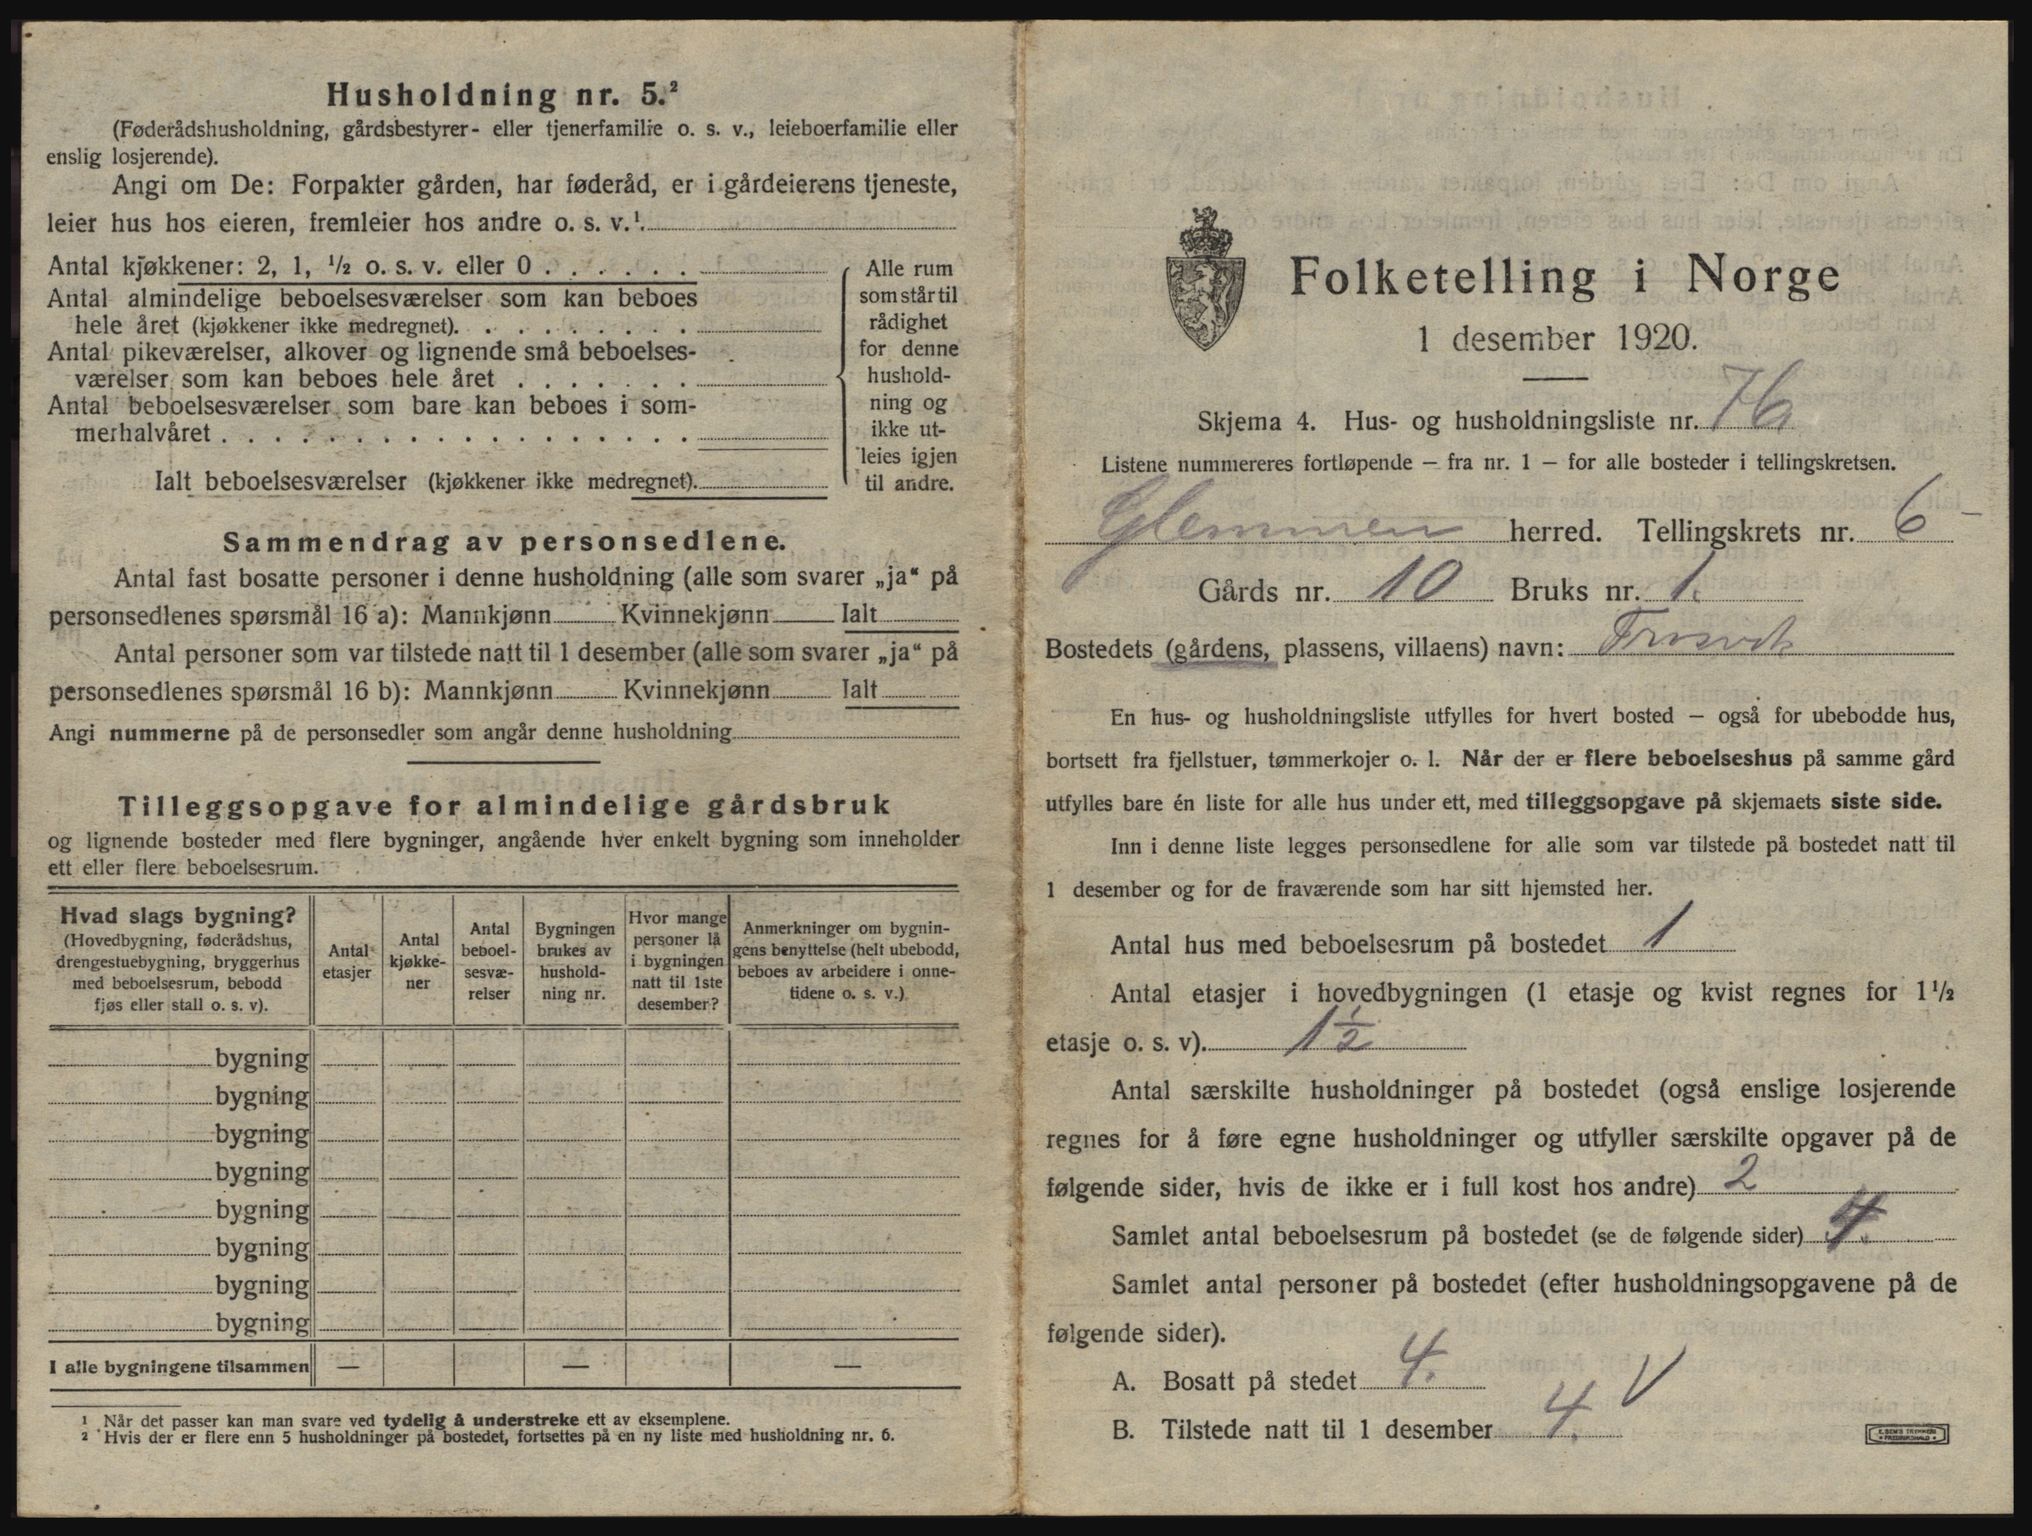 Husholdning nr. 5.²
(Føderådshusholdning, gårdsbestyrer- eller tjenerfamilie o. s. v., leieboerfamilie eller
enslig losjerende).
Angi om De: Forpakter gården, har føderåd, er i gårdeierens tjeneste,
leier hus hos eieren, fremleier hos andre o. s. v.¹
Antal kjøkkener: 2, 1, ½ o. s. v. eller 0
Antal almindelige beboelsesværelser som kan beboes
hele året (kjøkkener ikke medregnet).
Antal pikeværelser, alkover og lignende små beboelses-
værelser som kan beboes hele året
Antal beboelsesværelser som bare kan beboes i som-
merhalvåret
Ialt beboelsesværelser (kjøkkener ikke medregnet).
Alle rum
som står til
rådighet
for denne
hushold-
ning og
ikke ut-
leies igjen
til andre.
Sammendrag av personsedlene.
Antal fast bosatte personer i denne husholdning (alle som svarer „ja“ på
personsedlenes spørsmål 16 a): Mannkjønn Kvinnekjønn Ialt
Antal personer som var tilstede natt til 1 desember (alle som svarer „ja“ på
personsedlenes spørsmål 16 b): Mannkjønn Kvinnekjønn Ialt
Angi nummerne på de personsedler som angår denne husholdning
Tilleggsopgave for almindelige gårdsbruk
og lignende bosteder med flere bygninger, angående hver enkelt bygning som inneholder
ett eller flere beboelsesrum.
Hvad slags bygning?
(Hovedbygning, føderådshus,
drengestuebygning, bryggerhus
med beboelsesrum, bebodd
fjøs eller stall o. s. v).
Antal
etasjer
Antal
kjøkke-
ner
Antal
beboel-
sesvæ-
relser
Bygningen
brukes av
hushold-
ning nr.
Hvor mange
personer lå
i bygningen
natt til 1ste
desember?
Anmerkninger om bygnin-
gens benyttelse (helt ubebodd,
beboes av arbeidere i onne-
tidene o. s. v.)
bygning
bygning
bygning
bygning
bygning
bygning
bygning
bygning
I alle bygningene tilsammen — — —
¹ Når det passer kan man svare ved tydelig å understreke ett av eksemplene.
² Hvis der er flere enn 5 husholdninger på bostedet, fortsettes på en ny liste med husholdning nr. 6.
Folketelling i Norge
1 desember 1920.
Skjema 4. Hus- og husholdningsliste nr.
Listene nummereres fortløpende — fra nr. 1 — for alle bosteder i tellingskretsen.
Glemmen herred. Tellingskrets nr. 6
Gårds nr. 10 Bruks nr. 1.
Bostedets (gårdens, plassens, villaens) navn: Trosvik
En hus- og husholdningsliste utfylles for hvert bosted — også for ubebodde hus,
bortsett fra fjellstuer, tømmerkojer o. l. Når der er flere beboelseshus på samme gård
utfylles bare én liste for alle hus under ett, med tilleggsopgave på skjemaets siste side.
Inn i denne liste legges personsedlene for alle som var tilstede på bostedet natt til
1 desember og for de fraværende som har sitt hjemsted her.
Antal hus med beboelsesrum på bostedet 1
Antal etasjer i hovedbygningen (1 etasje og kvist regnes for 1½
etasje o. s. v). 1½
Antal særskilte husholdninger på bostedet (også enslige losjerende
regnes for å føre egne husholdninger og utfyller særskilte opgaver på de
følgende sider, hvis de ikke er i full kost hos andre) 2
Samlet antal beboelsesrum på bostedet (se de følgende sider) 4.
Samlet antal personer på bostedet (efter husholdningsopgavene på de
følgende sider).
A. Bosatt på stedet 4.
B. Tilstede natt til 1 desember 4. V
E. SEMS TRYKKERI
FREDRIKSHALD